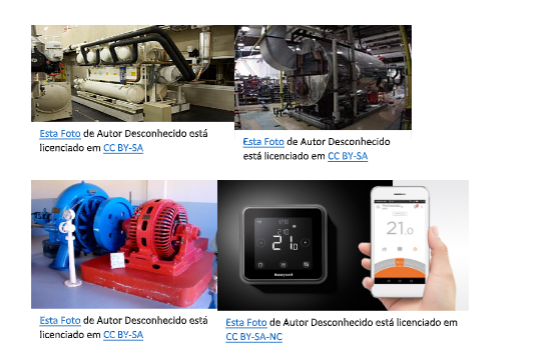 Esta Foto de Autor Desconhecido está
licenciado em CC BY-SA
Esta Foto de Autor Desconhecido
está licenciado em CC BY-SA
21.0
Honeywell
21.0
Esta Foto de Autor Desconhecido está
licenciado em CC BY-SA
Esta Foto de Autor Desconhecido está licenciado em
CC BY-SA-NC